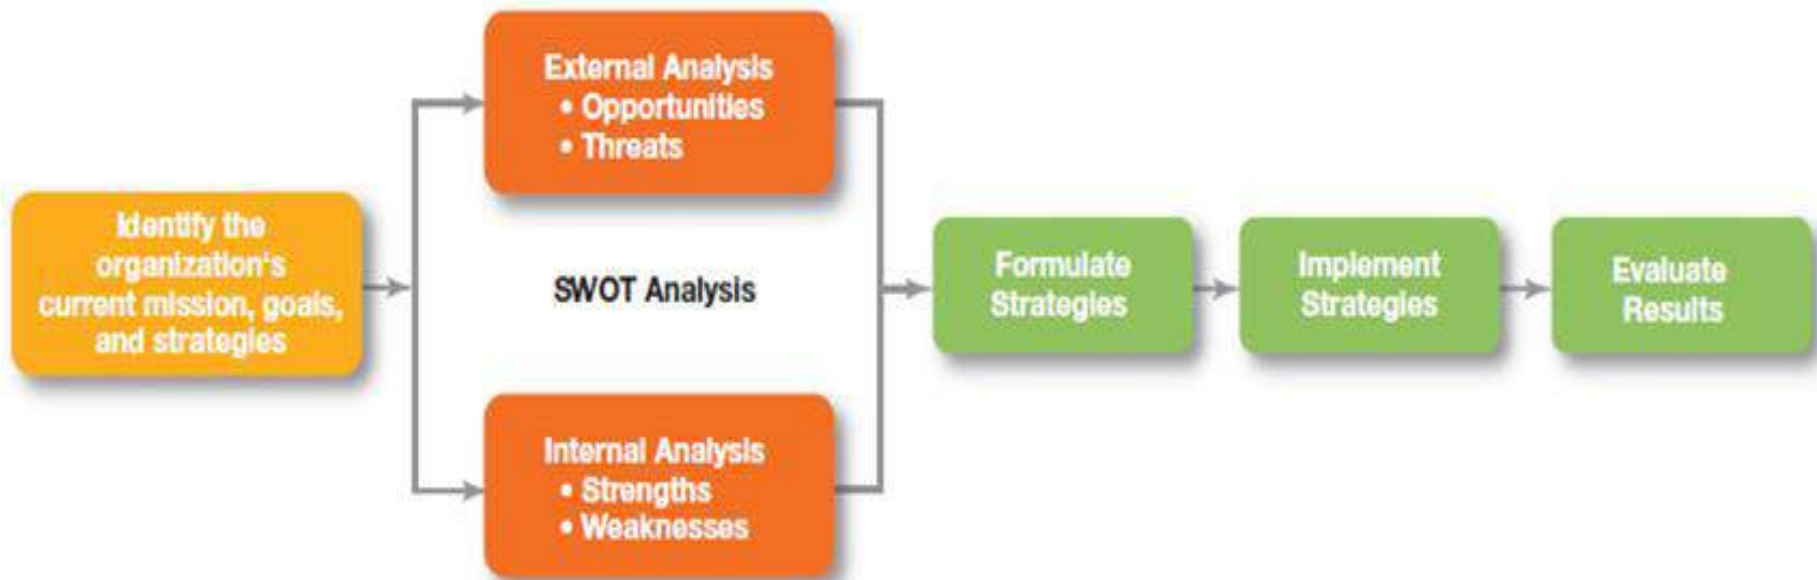 Identify the
organization's
current mission, goals,
and strategies
External Analysis
• Opportunities
• Threats
SWOT Analysis
Internal Analysis
• Strengths
• Weaknesses
Formulate
Strategies
Implement
Strategies
Evaluate
Results